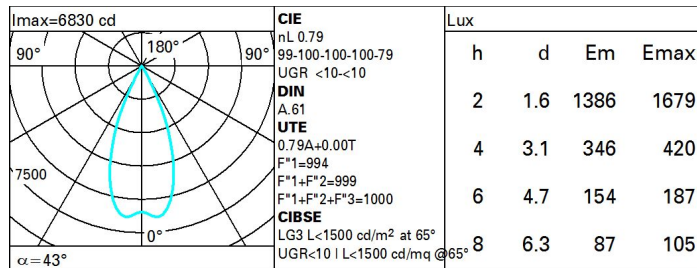 Imax=6830 cd
90°
180°
90°
7500
0°
α=43°
CIE
nL 0.79
99-100-100-100-79
UGR <10-<10
DIN
A.61
UTE
0.79A+0.00T
F"1=994
F"1+F"2=999
F"1+F"2+F"3=1000
CIBSE
LG3 L<1500 cd/m² at 65°
UGR<10 | L<1500 cd/mq @65°
Lux
h d Em Emax
2 1.6 1386 1679
4 3.1 346 420
6 4.7 154 187
8 6.3 87 105